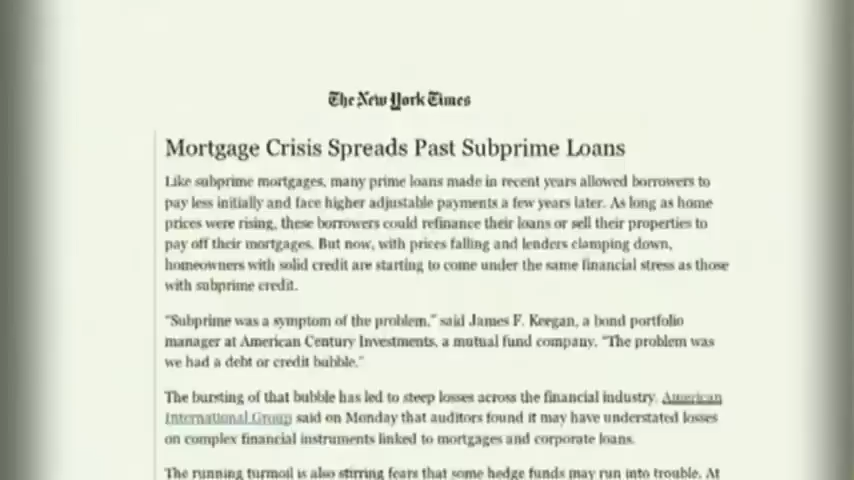 The New York Times
Mortgage Crisis Spreads Past Subprime Loans
Like subprime mortgages, many prime loans made in recent years allowed borrowers to
pay less initially and face higher adjustable payments a few years later. As long as home
prices were rising, these borrowers could refinance their loans or sell their properties to
pay off their mortgages. But now, with prices falling and lenders clamping down,
homeowners with solid credit are starting to come under the same financial stress as those
with subprime credit.
“Subprime was a symptom of the problem,” said James F. Keegan, a bond portfolio
manager at American Century Investments, a mutual fund company. “The problem was
we had a debt or credit bubble.”
The bursting of that bubble has led to steep losses across the financial industry. American
International Group said on Monday that auditors found it may have understated losses
on complex financial instruments linked to mortgages and corporate loans.
The running turmoil is also stirring fears that some hedge funds may run into trouble. At